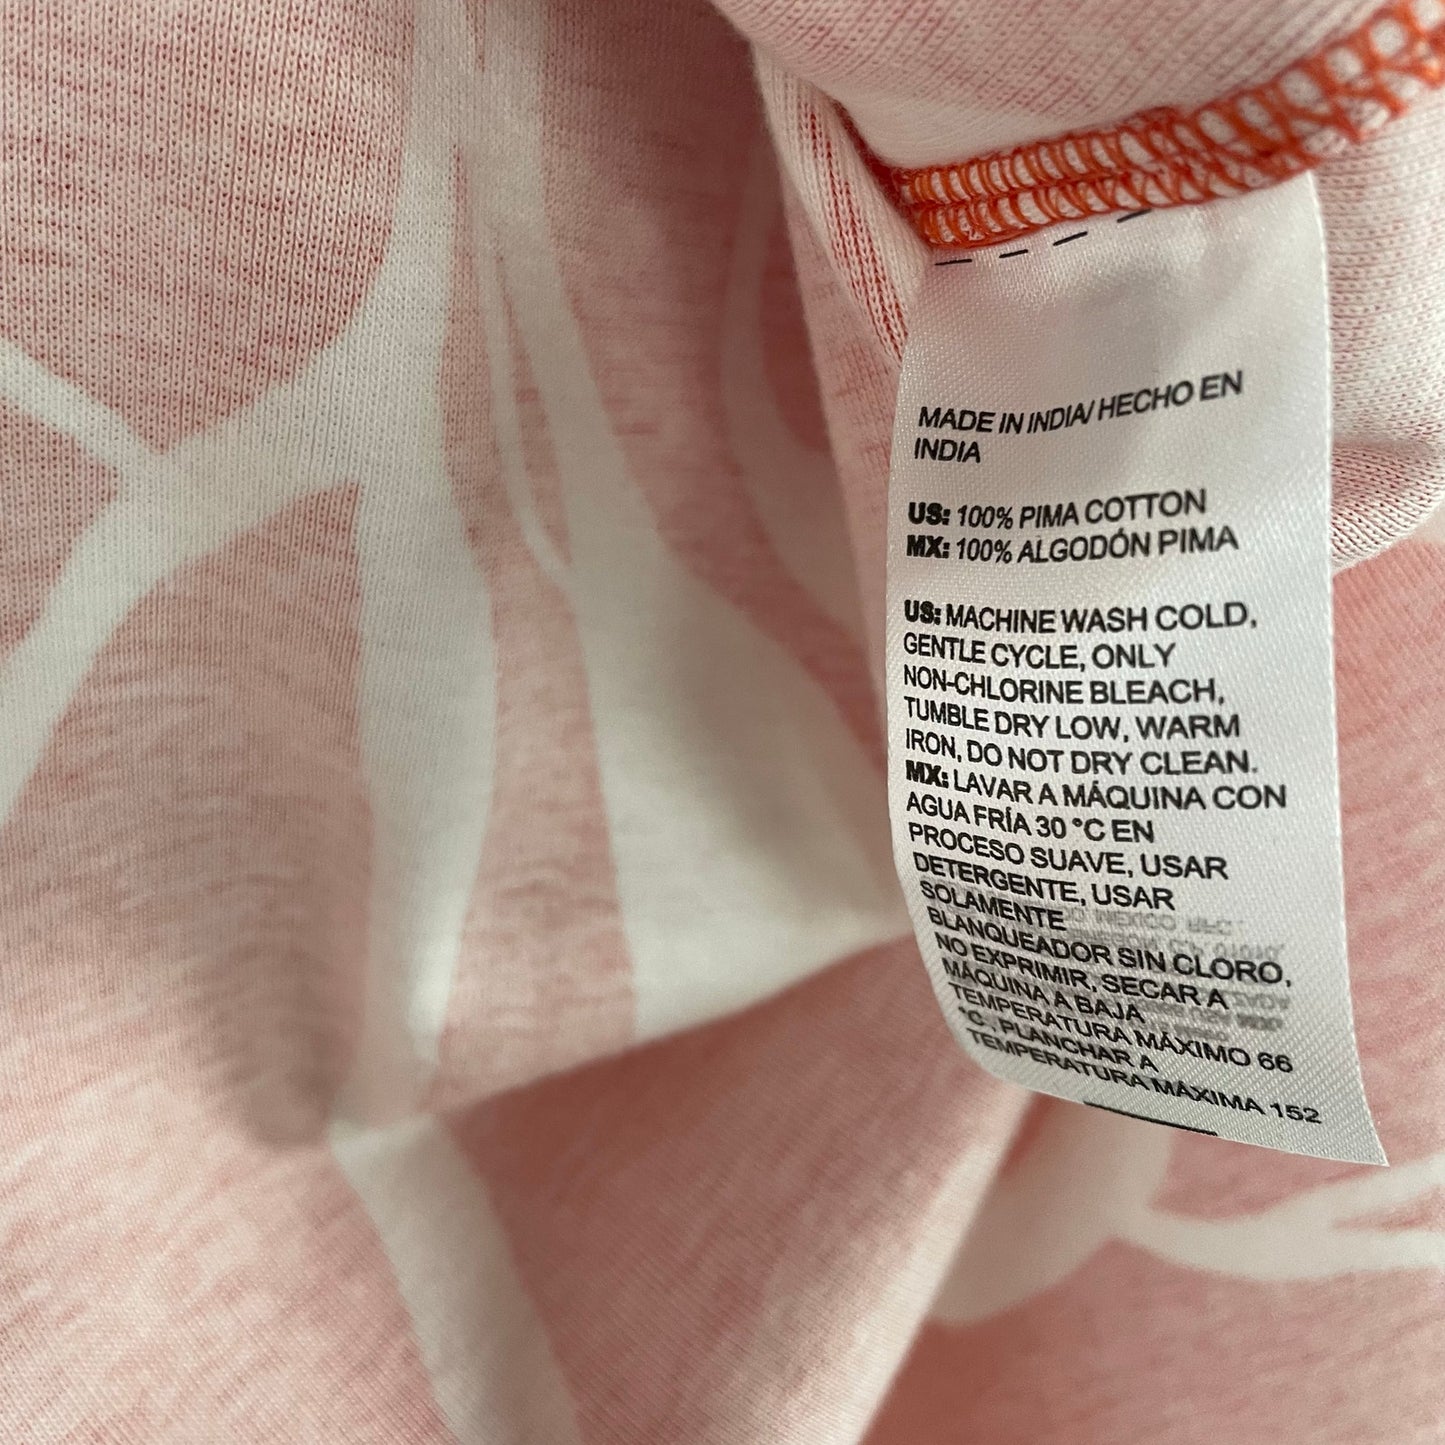 MADE IN INDIA/ HECHO EN
INDIA
US: 100% PIMA COTTON
MX: 100% ALGODÓN PIMA
US: MACHINE WASH COLD,
GENTLE CYCLE, ONLY
NON-CHLORINE BLEACH,
TUMBLE DRY LOW, WARM
IRON, DO NOT DRY CLEAN.
MX: LAVAR A MÁQUINA CON
AGUA FRÍA 30 °C EN
PROCESO SUAVE, USAR
DETERGENTE, USAR
SOLAMENTE
BLANQUEADOR SIN CLORO,
NO EXPRIMIR, SECAR A
MÁQUINA A BAJA
TEMPERATURA MÁXIMO 66
°C , PLANCHAR A
TEMPERATURA MÁXIMA 152